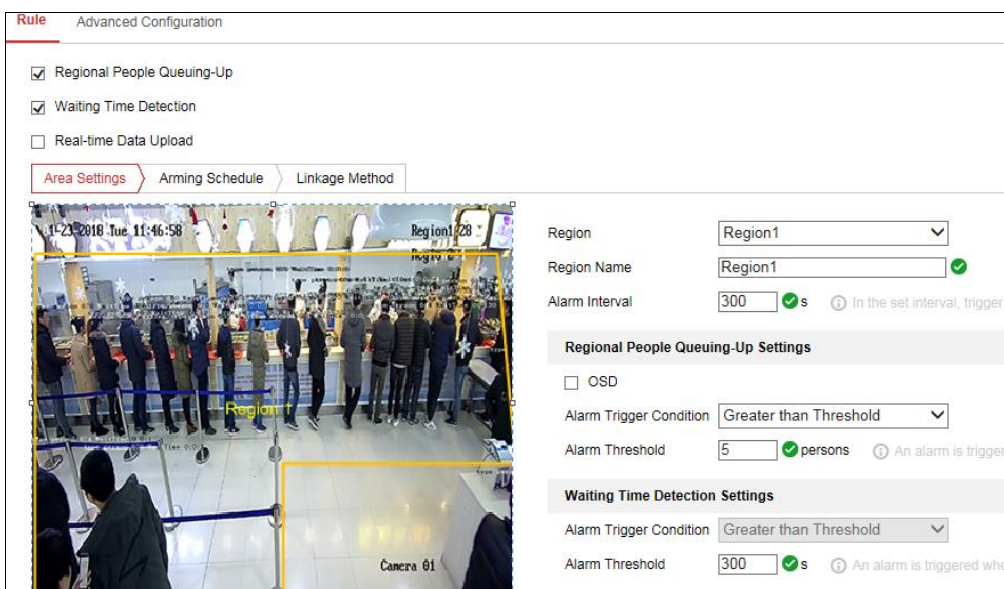 Rule Advanced Configuration
Regional People Queuing-Up
Waiting Time Detection
Real-time Data Upload
Area Settings Arming Schedule Linkage Method
1-23-2018 Tue 11:46:58 Region1 28
Region 1
Camera 01
Region Region1
Region Name Region1
Alarm Interval 300 s In the set interval, trigger
Regional People Queuing-Up Settings
OSD
Alarm Trigger Condition Greater than Threshold
Alarm Threshold 5 persons An alarm is trigger
Waiting Time Detection Settings
Alarm Trigger Condition Greater than Threshold
Alarm Threshold 300 s An alarm is triggered whe